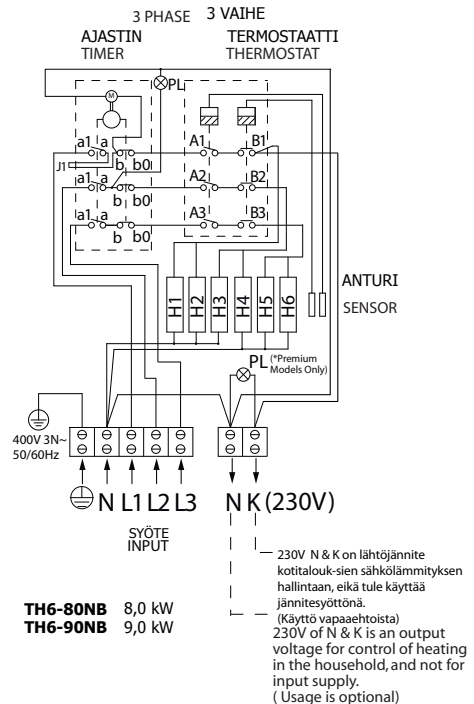 3 PHASE 3 VAIHE
AJASTIN
TIMER
TERMOSTAATTI
THERMOSTAT
PL
M
a1 a
J1
b b0
A1
B1
a1 a
b b0
A2
B2
a1 a
b b0
A3
B3
H1 H2 H3 H4 H5 H6
ANTURI
SENSOR
PL (*Premium
Models Only)
400V 3N~
50/60Hz
N L1 L2 L3
N K (230V)
SYÖTE
INPUT
230V N & K on lähtöjännite
kotitalouk-sien sähkölämmityksen
hallintaan, eikä tule käyttää
jännitesyöttönä.
(Käyttö vapaaehtoista)
230V of N & K is an output
voltage for control of heating
in the household, and not for
input supply.
( Usage is optional)
TH6-80NB 8,0 kW
TH6-90NB 9,0 kW